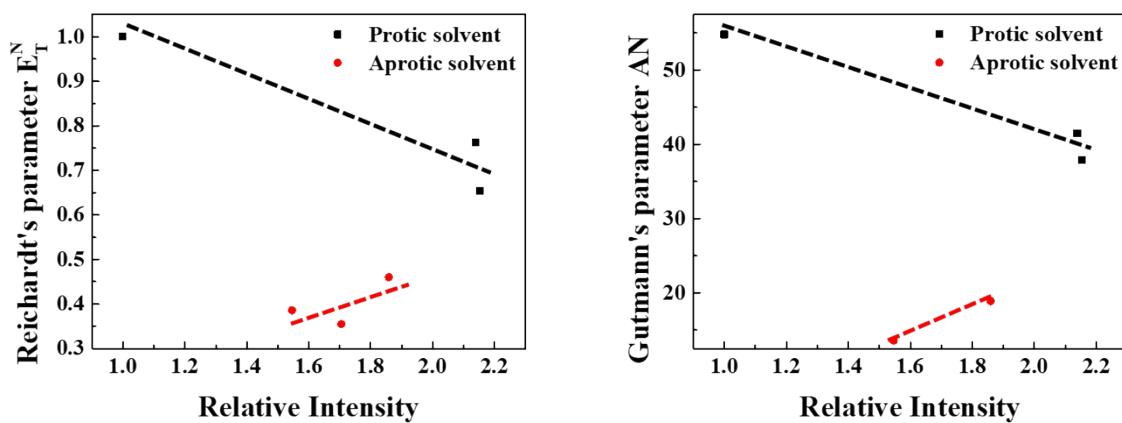 Reichardt's parameter E_T^N
1.0
0.9
0.8
0.7
0.6
0.5
0.4
0.3
Protic solvent
Aprotic solvent
1.0 1.2 1.4 1.6 1.8 2.0 2.2
Relative Intensity
Gutmann's parameter AN
50
40
30
20
Protic solvent
Aprotic solvent
1.0 1.2 1.4 1.6 1.8 2.0 2.2
Relative Intensity